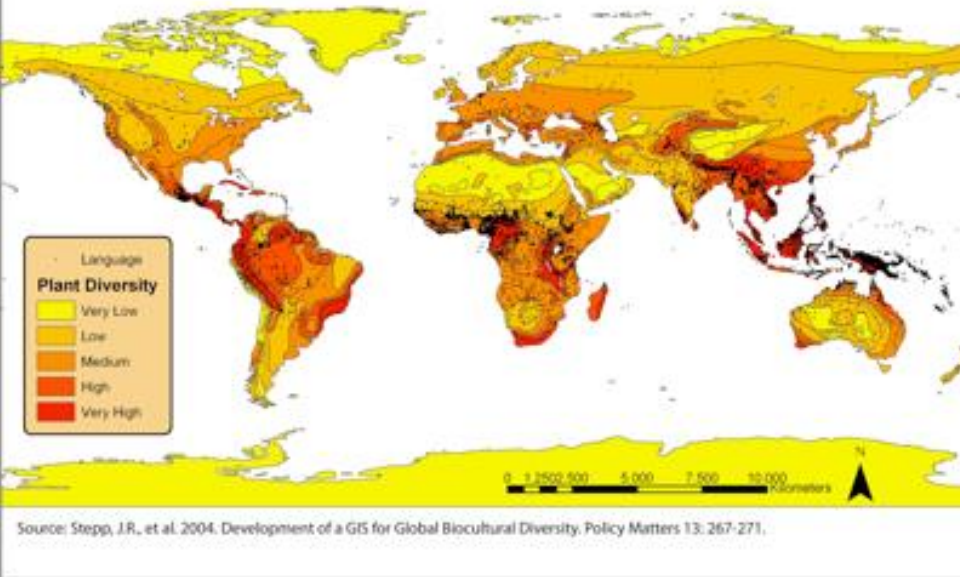 Language
Plant Diversity
Very Low
Low
Medium
High
Very High
N
0 1.250 2.500 5.000 7.500 10.000
Kilometers
Source: Stepp, J.R., et al. 2004. Development of a GIS for Global Biocultural Diversity. Policy Matters 13: 267-271.